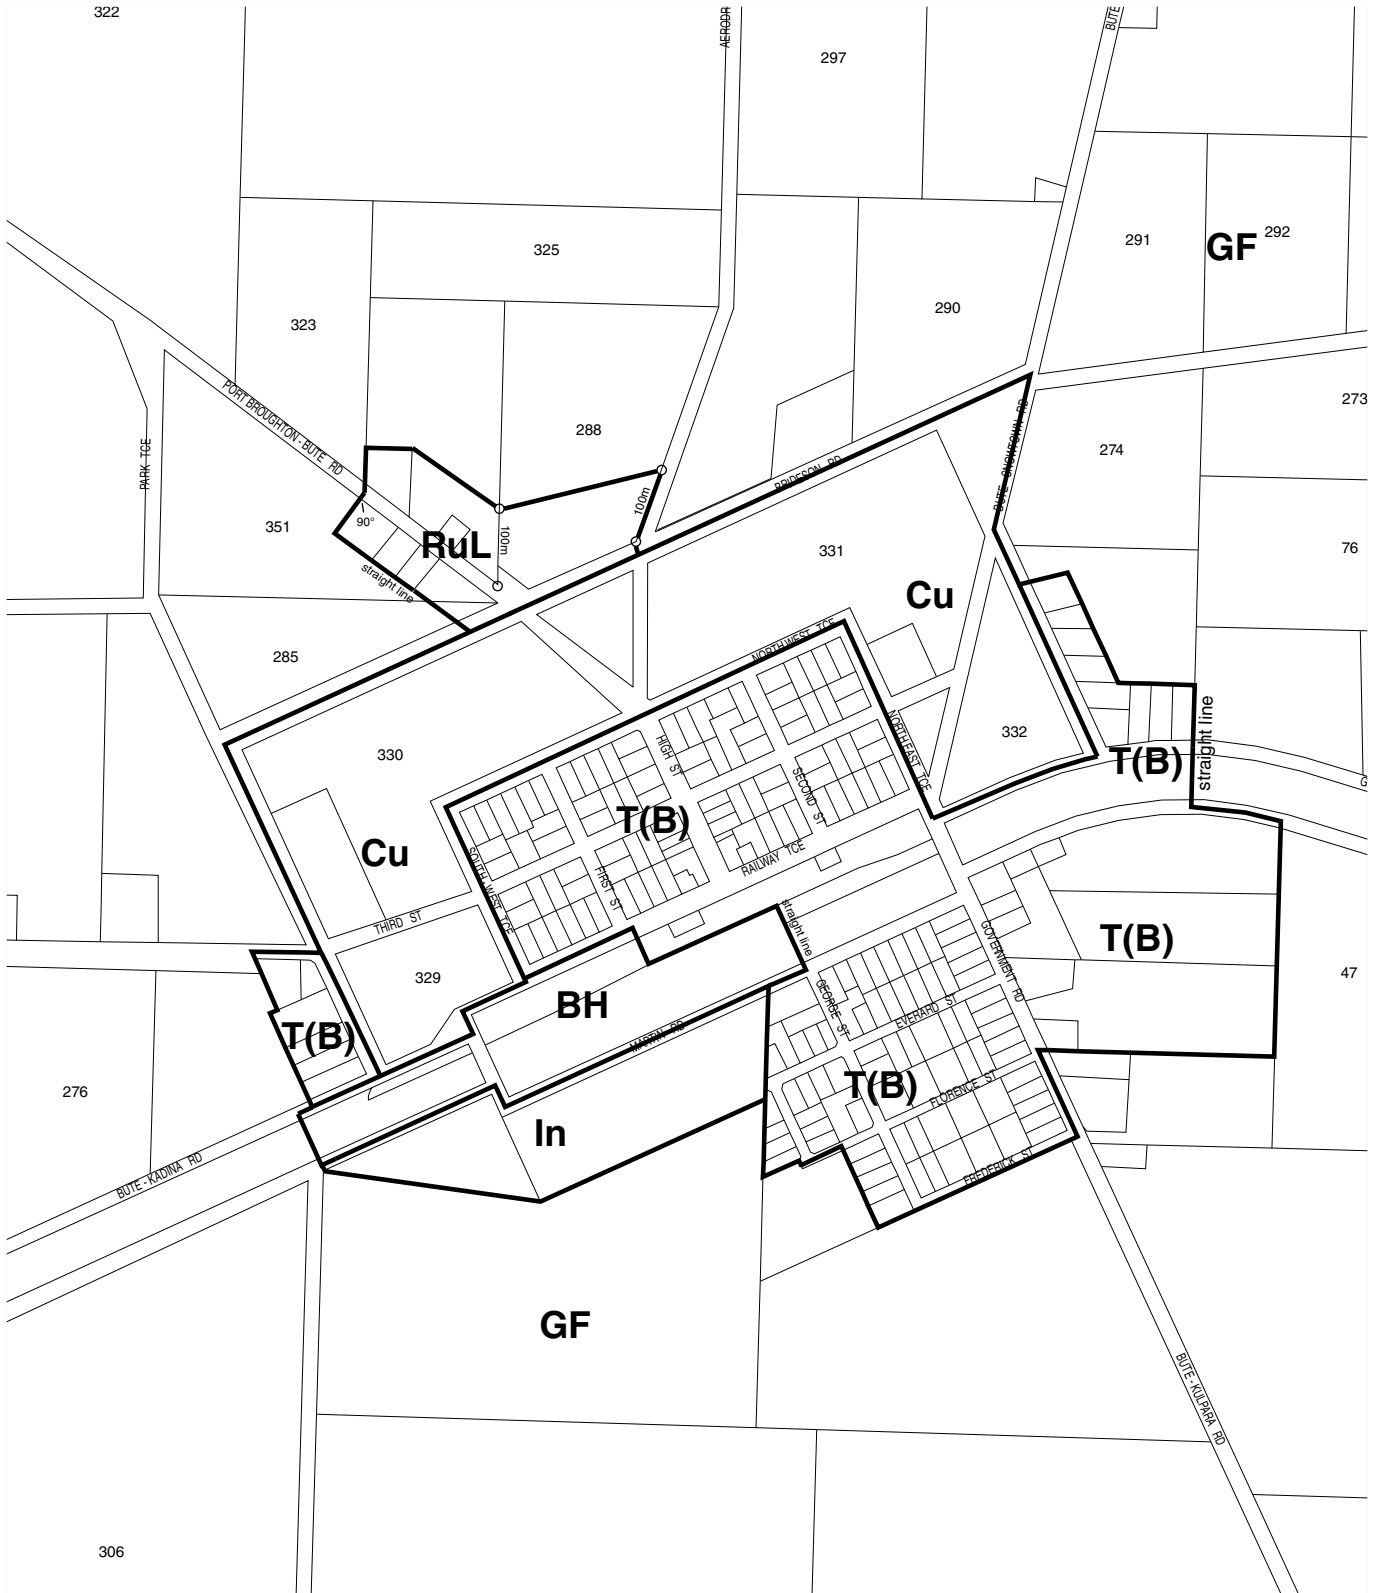 322
AERODR
BUTE
297
291
GF
292
325
290
323
273
PORT BROUGHTON - BUTE RD
288
274
PARK TCE
BRIDESON RD
BUTE - SNOWTOWN RD
100m
351
90°
RuL
100m
331
76
straight line
Cu
285
NORTH WEST TCE
330
HIGH ST
NORTH EAST TCE
332
T(B)
straight line
G
SECOND ST
T(B)
Cu
SOUTH - WEST TCE
FIRST ST
RAILWAY TCE
THIRD ST
straight line
GOVERNMENT RD
T(B)
329
47
BH
GEORGE ST
EVERARD ST
T(B)
MARTIN RD
276
T(B)
FLORENCE ST
In
BUTE - KADINA RD
FREDERICK ST
GF
BUTE - KULPARA RD
306